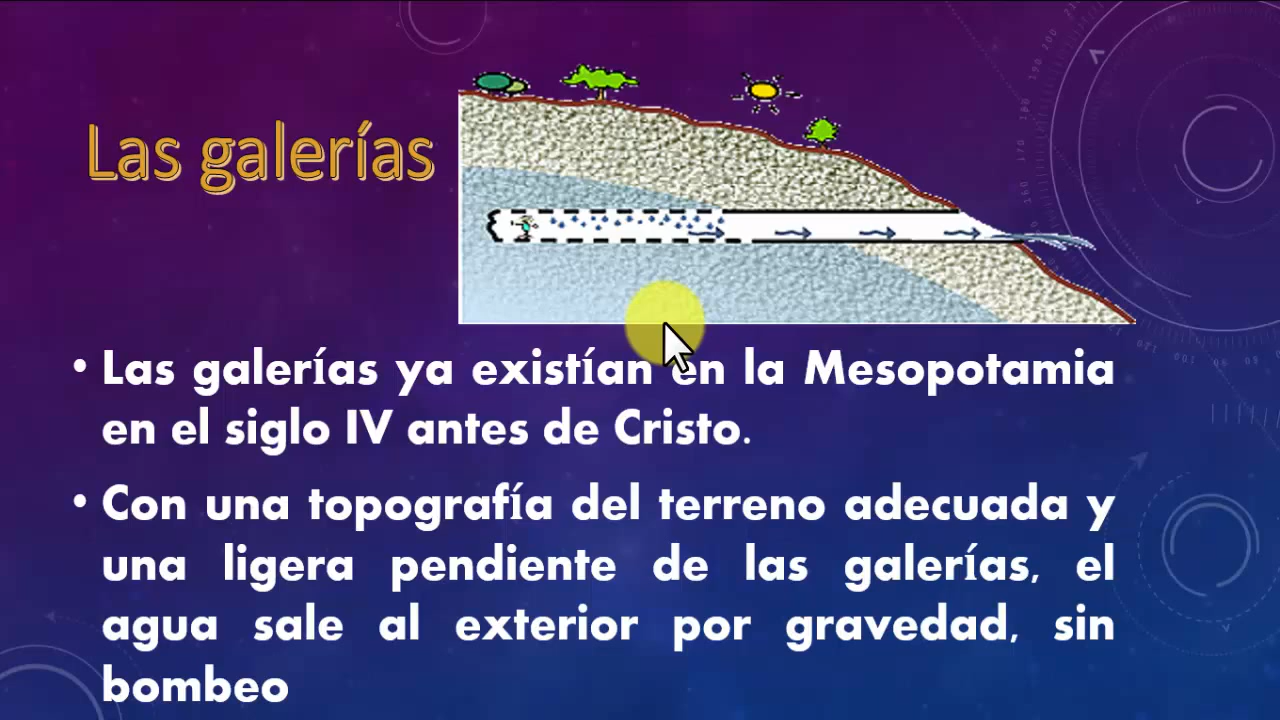 Las galerías
• Las galerías ya existían en la Mesopotamia
en el siglo IV antes de Cristo.
• Con una topografía del terreno adecuada y
una ligera pendiente de las galerías, el
agua sale al exterior por gravedad, sin
bombeo